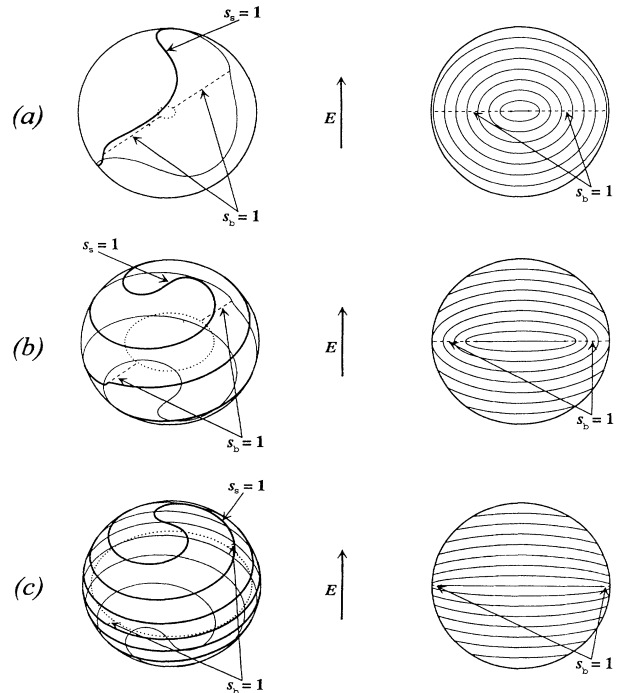 s_s = 1
(a)
E
s_b = 1
s_b = 1
s_s = 1
(b)
E
s_b = 1
s_b = 1
s_s = 1
(c)
E
s_b = 1
s_b = 1